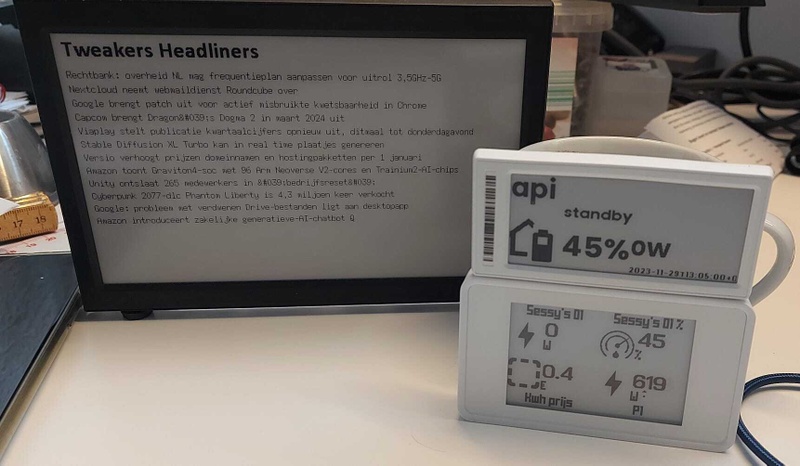 Tweakers Headliners
Rechtbank: overheid NL mag frequentieplan aanpassen voor uitrol 3,5GHz-5G
Nextcloud neemt webmaildienst Roundcube over
Google brengt patch uit voor actief misbruikte kwetsbaarheid in Chrome
Capcom brengt Dragon&#039;s Dogma 2 in maart 2024 uit
Viaplay stelt publicatie kwartaalcijfers opnieuw uit, ditmaal tot donderdagavond
Stable Diffusion XL Turbo kan in real time plaatjes genereren
Versio verhoogt prijzen domeinnamen en hostingpakketten per 1 januari
Amazon toont Graviton4-soc met 96 Arm Neoverse V2-cores en Trainium2-AI-chips
Unity ontslaat 265 medewerkers in &#039;bedrijfsreset&#039;
Cyberpunk 2077-dlc Phantom Liberty is 4,3 miljoen keer verkocht
Google: probleem met verdwenen Drive-bestanden ligt aan desktopapp
Amazon introduceert zakelijke generatieve-AI-chatbot Q
api
standby
45%0W
2023-11-29T13:05:00+0
Sessy's 01
Sessy's 01 %
0
W
45
%
0.4
E
619
W
Kwh prijs
P1
17 18